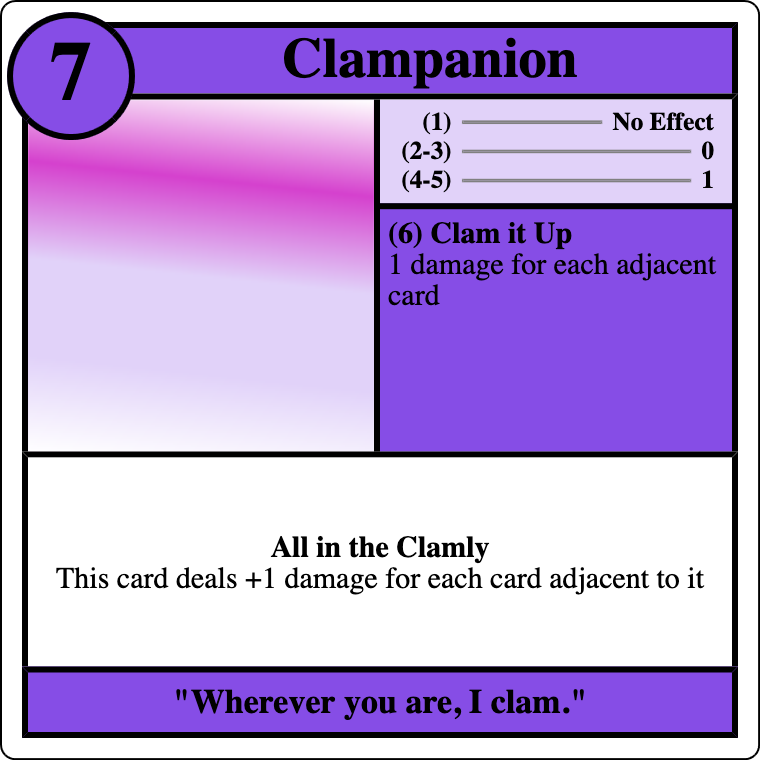 7
Clampanion
(1) No Effect
(2-3) 0
(4-5) 1
(6) Clam it Up
1 damage for each adjacent
card
All in the Clamly
This card deals +1 damage for each card adjacent to it
"Wherever you are, I clam."